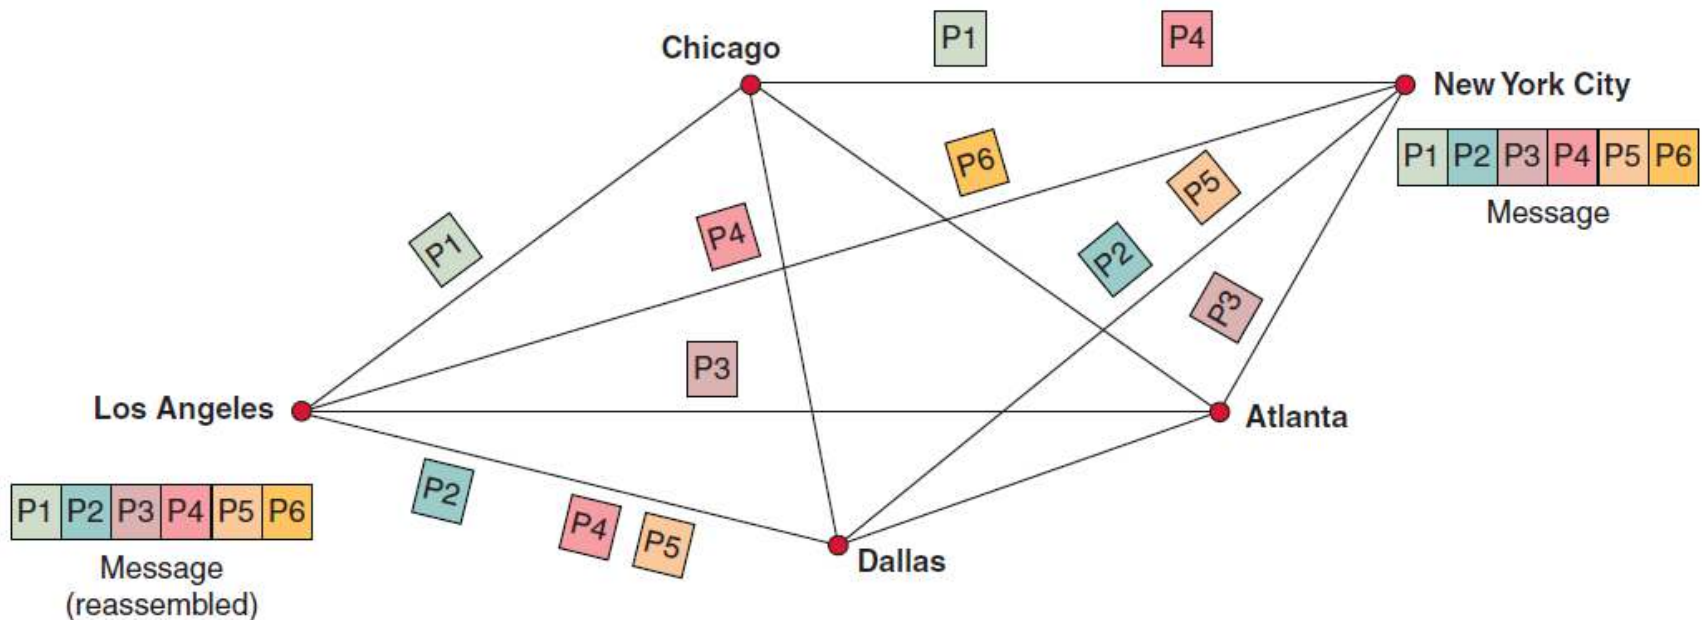 P1
P4
Chicago
New York City
P6
P5
P1 P2 P3 P4 P5 P6
Message
P1
P4
P2
P3
P3
Los Angeles
Atlanta
P2
P4
P5
Dallas
P1 P2 P3 P4 P5 P6
Message
(reassembled)